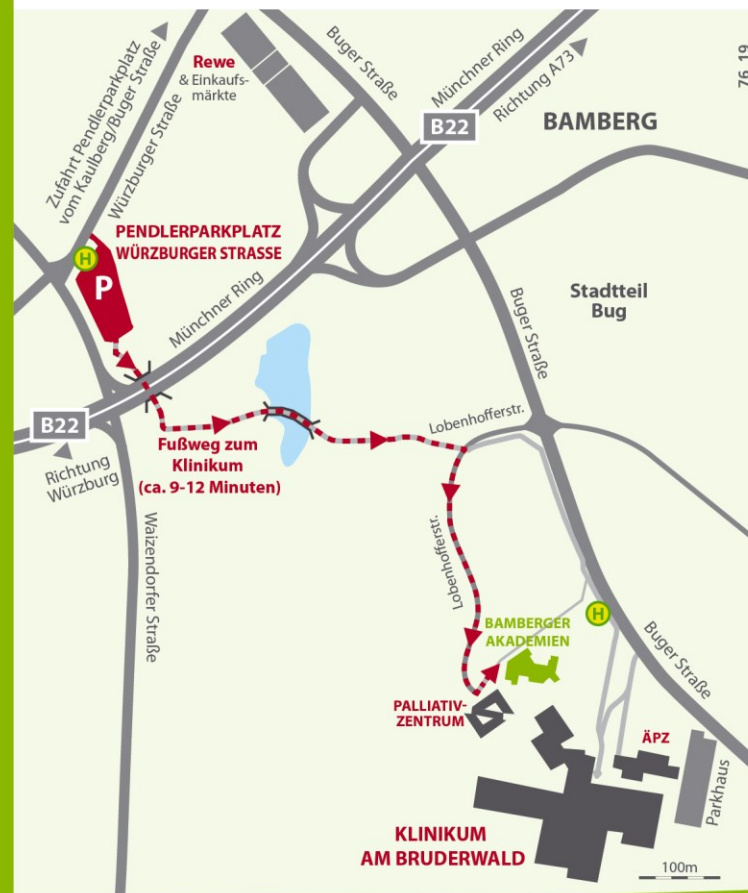 Zufahrt Pendlerparkplatz
vom Kaulberg/Buger Straße
Würzburger Straße
Rewe
& Einkaufs-
märkte
Buger Straße
Münchner Ring
Richtung A73
76_19
B22
BAMBERG
PENDLERPARKPLATZ
WÜRZBURGER STRASSE
H
P
Münchner Ring
Buger Straße
Stadtteil
Bug
B22
Richtung
Würzburg
Fußweg zum
Klinikum
(ca. 9-12 Minuten)
Lobenhofferstr.
Waizendorfer Straße
Lobenhofferstr.
H
BAMBERGER
AKADEMIEN
Buger Straße
PALLIATIV-
ZENTRUM
ÄPZ
Parkhaus
KLINIKUM
AM BRUDERWALD
100m